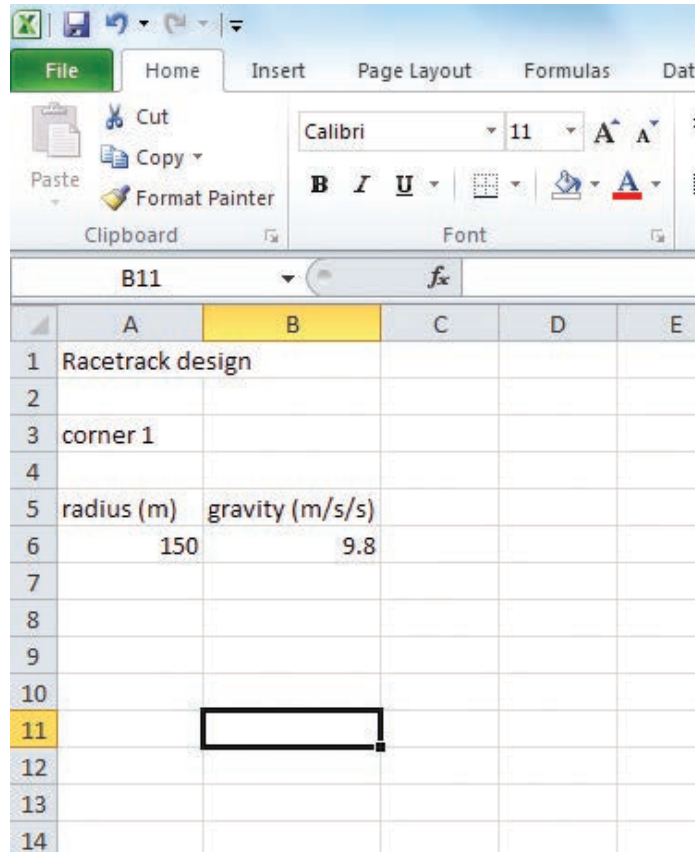 File Home Insert Page Layout Formulas Dat
Cut
Copy
Paste
Format Painter
Calibri 11 A A
B I U A
Clipboard Font
B11 fx
A B C D E
1 Racetrack design
2
3 corner 1
4
5 radius (m) gravity (m/s/s)
6 150 9.8
7
8
9
10
11
12
13
14